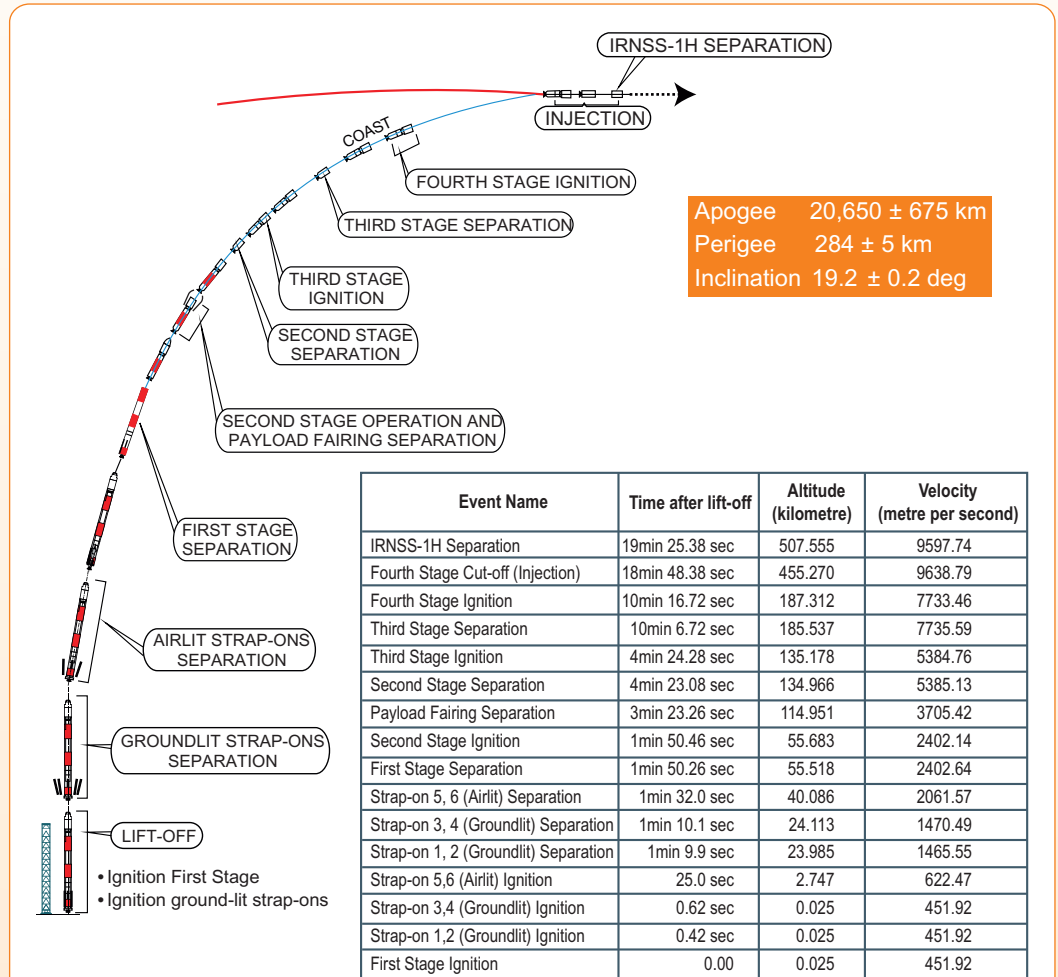 IRNSS-1H SEPARATION
INJECTION
COAST
FOURTH STAGE IGNITION
THIRD STAGE SEPARATION
THIRD STAGE
IGNITION
SECOND STAGE
SEPARATION
SECOND STAGE OPERATION AND
PAYLOAD FAIRING SEPARATION
FIRST STAGE
SEPARATION
AIRLIT STRAP-ONS
SEPARATION
GROUNDLIT STRAP-ONS
SEPARATION
LIFT-OFF
• Ignition First Stage
• Ignition ground-lit strap-ons
Apogee 20,650 ± 675 km
Perigee 284 ± 5 km
Inclination 19.2 ± 0.2 deg
Event Name Time after lift-off Altitude (kilometre) Velocity (metre per second)
IRNSS-1H Separation 19min 25.38 sec 507.555 9597.74
Fourth Stage Cut-off (Injection) 18min 48.38 sec 455.270 9638.79
Fourth Stage Ignition 10min 16.72 sec 187.312 7733.46
Third Stage Separation 10min 6.72 sec 185.537 7735.59
Third Stage Ignition 4min 24.28 sec 135.178 5384.76
Second Stage Separation 4min 23.08 sec 134.966 5385.13
Payload Fairing Separation 3min 23.26 sec 114.951 3705.42
Second Stage Ignition 1min 50.46 sec 55.683 2402.14
First Stage Separation 1min 50.26 sec 55.518 2402.64
Strap-on 5, 6 (Airlit) Separation 1min 32.0 sec 40.086 2061.57
Strap-on 3, 4 (Groundlit) Separation 1min 10.1 sec 24.113 1470.49
Strap-on 1, 2 (Groundlit) Separation 1min 9.9 sec 23.985 1465.55
Strap-on 5,6 (Airlit) Ignition 25.0 sec 2.747 622.47
Strap-on 3,4 (Groundlit) Ignition 0.62 sec 0.025 451.92
Strap-on 1,2 (Groundlit) Ignition 0.42 sec 0.025 451.92
First Stage Ignition 0.00 0.025 451.92